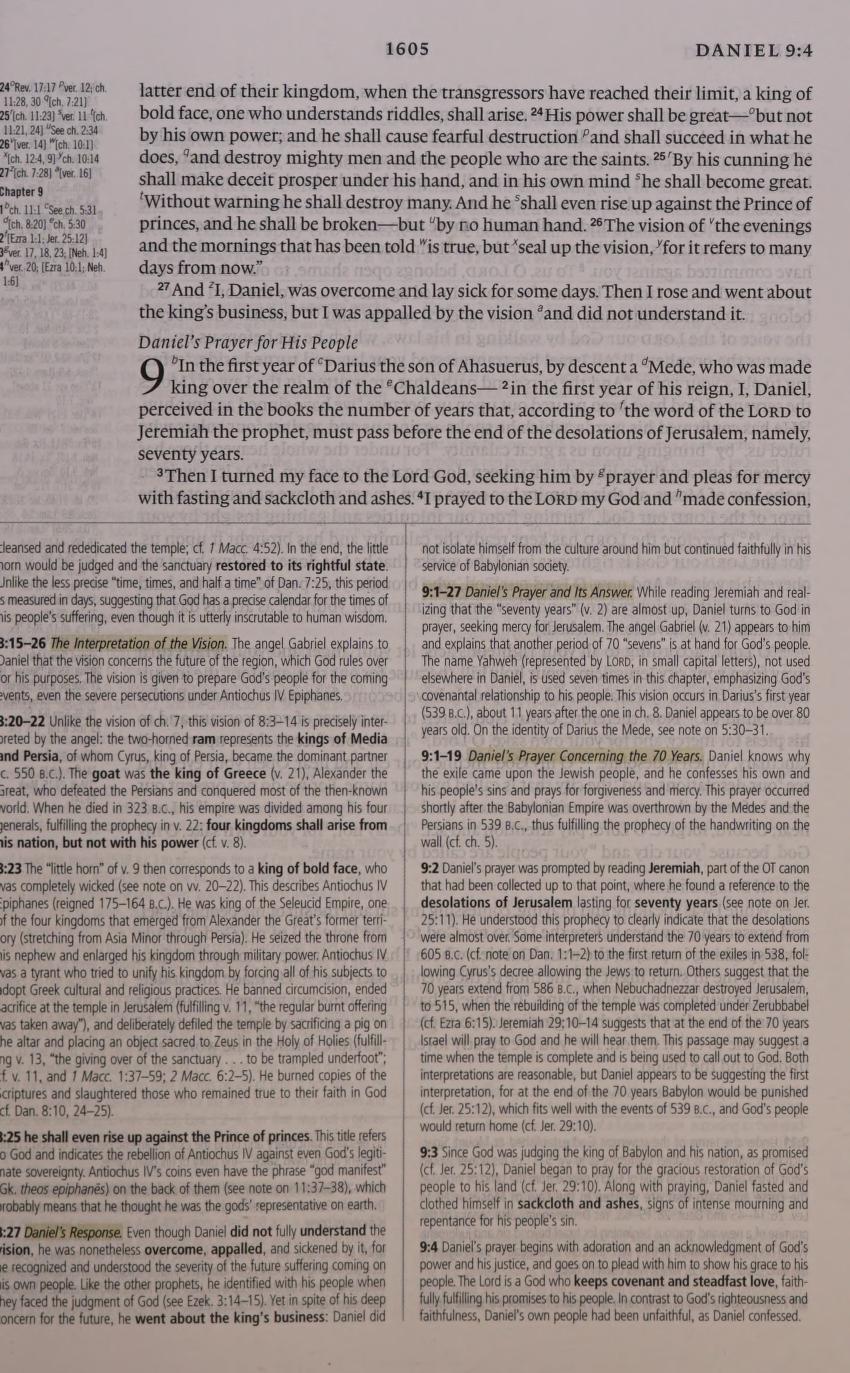 1605
DANIEL 9:4
24ᵒRev. 17:17 ᵖver. 12; ch.
11:28, 30 ᵠ[ch. 7:21]
25ʳ[ch. 11:23] ˢver. 11 ᵗ[ch.
11:21, 24] ᵘSee ch. 2:34
26ᵛ[ver. 14] ʷ[ch. 10:1]
ˣ[ch. 12:4, 9] ʸch. 10:14
27ᶻ[ch. 7:28] ᵃ[ver. 16]
Chapter 9
1ᵇch. 11:1 ᶜSee ch. 5:31
ᵈ[ch. 8:20] ᵉch. 5:30
2ᶠ[Ezra 1:1; Jer. 25:12]
3ᵍver. 17, 18, 23; [Neh. 1:4]
4ʰver. 20; [Ezra 10:1; Neh.
1:6]
latter end of their kingdom, when the transgressors have reached their limit, a king of
bold face, one who understands riddles, shall arise. ²⁴His power shall be great—ᵒbut not
by his own power; and he shall cause fearful destruction ᵖand shall succeed in what he
does, ᵠand destroy mighty men and the people who are the saints. ²⁵ʳBy his cunning he
shall make deceit prosper under his hand, and in his own mind ˢhe shall become great.
ᵗWithout warning he shall destroy many. And he ˢshall even rise up against the Prince of
princes, and he shall be broken—but ᵘby no human hand. ²⁶The vision of ᵛthe evenings
and the mornings that has been told ʷis true, but ˣseal up the vision, ʸfor it refers to many
days from now.”
²⁷And ᶻI, Daniel, was overcome and lay sick for some days. Then I rose and went about
the king’s business, but I was appalled by the vision ᵃand did not understand it.
Daniel’s Prayer for His People
9 ᵇIn the first year of ᶜDarius the son of Ahasuerus, by descent a ᵈMede, who was made
king over the realm of the ᵉChaldeans— ²in the first year of his reign, I, Daniel,
perceived in the books the number of years that, according to ᶠthe word of the LORD to
Jeremiah the prophet, must pass before the end of the desolations of Jerusalem, namely,
seventy years.
³Then I turned my face to the Lord God, seeking him by ᵍprayer and pleas for mercy
with fasting and sackcloth and ashes. ⁴I prayed to the LORD my God and ʰmade confession,
cleansed and rededicated the temple; cf. 1 Macc. 4:52). In the end, the little
horn would be judged and the sanctuary restored to its rightful state.
Unlike the less precise “time, times, and half a time” of Dan. 7:25, this period
s measured in days, suggesting that God has a precise calendar for the times of
his people’s suffering, even though it is utterly inscrutable to human wisdom.
8:15–26 The Interpretation of the Vision. The angel Gabriel explains to
Daniel that the vision concerns the future of the region, which God rules over
for his purposes. The vision is given to prepare God’s people for the coming
events, even the severe persecutions under Antiochus IV Epiphanes.
8:20–22 Unlike the vision of ch. 7, this vision of 8:3–14 is precisely inter-
preted by the angel: the two-horned ram represents the kings of Media
and Persia, of whom Cyrus, king of Persia, became the dominant partner
c. 550 B.C.). The goat was the king of Greece (v. 21), Alexander the
Great, who defeated the Persians and conquered most of the then-known
world. When he died in 323 B.C., his empire was divided among his four
generals, fulfilling the prophecy in v. 22: four kingdoms shall arise from
his nation, but not with his power (cf. v. 8).
8:23 The “little horn” of v. 9 then corresponds to a king of bold face, who
was completely wicked (see note on vv. 20–22). This describes Antiochus IV
Epiphanes (reigned 175–164 B.C.). He was king of the Seleucid Empire, one
of the four kingdoms that emerged from Alexander the Great’s former terri-
ory (stretching from Asia Minor through Persia). He seized the throne from
his nephew and enlarged his kingdom through military power. Antiochus IV
was a tyrant who tried to unify his kingdom by forcing all of his subjects to
adopt Greek cultural and religious practices. He banned circumcision, ended
sacrifice at the temple in Jerusalem (fulfilling v. 11, “the regular burnt offering
was taken away”), and deliberately defiled the temple by sacrificing a pig on
he altar and placing an object sacred to Zeus in the Holy of Holies (fulfill-
ng v. 13, “the giving over of the sanctuary . . . to be trampled underfoot”;
f. v. 11, and 1 Macc. 1:37–59; 2 Macc. 6:2–5). He burned copies of the
Scriptures and slaughtered those who remained true to their faith in God
cf. Dan. 8:10, 24–25).
8:25 he shall even rise up against the Prince of princes. This title refers
o God and indicates the rebellion of Antiochus IV against even God’s legiti-
mate sovereignty. Antiochus IV’s coins even have the phrase “god manifest”
Gk. theos epiphanēs) on the back of them (see note on 11:37–38), which
probably means that he thought he was the gods’ representative on earth.
8:27 Daniel’s Response. Even though Daniel did not fully understand the
vision, he was nonetheless overcome, appalled, and sickened by it, for
he recognized and understood the severity of the future suffering coming on
his own people. Like the other prophets, he identified with his people when
they faced the judgment of God (see Ezek. 3:14–15). Yet in spite of his deep
concern for the future, he went about the king’s business: Daniel did
not isolate himself from the culture around him but continued faithfully in his
service of Babylonian society.
9:1–27 Daniel’s Prayer and Its Answer. While reading Jeremiah and real-
izing that the “seventy years” (v. 2) are almost up, Daniel turns to God in
prayer, seeking mercy for Jerusalem. The angel Gabriel (v. 21) appears to him
and explains that another period of 70 “sevens” is at hand for God’s people.
The name Yahweh (represented by LORD, in small capital letters), not used
elsewhere in Daniel, is used seven times in this chapter, emphasizing God’s
covenantal relationship to his people. This vision occurs in Darius’s first year
(539 B.C.), about 11 years after the one in ch. 8. Daniel appears to be over 80
years old. On the identity of Darius the Mede, see note on 5:30–31.
9:1–19 Daniel’s Prayer Concerning the 70 Years. Daniel knows why
the exile came upon the Jewish people, and he confesses his own and
his people’s sins and prays for forgiveness and mercy. This prayer occurred
shortly after the Babylonian Empire was overthrown by the Medes and the
Persians in 539 B.C., thus fulfilling the prophecy of the handwriting on the
wall (cf. ch. 5).
9:2 Daniel’s prayer was prompted by reading Jeremiah, part of the OT canon
that had been collected up to that point, where he found a reference to the
desolations of Jerusalem lasting for seventy years (see note on Jer.
25:11). He understood this prophecy to clearly indicate that the desolations
were almost over. Some interpreters understand the 70 years to extend from
605 B.C. (cf. note on Dan. 1:1–2) to the first return of the exiles in 538, fol-
lowing Cyrus’s decree allowing the Jews to return. Others suggest that the
70 years extend from 586 B.C., when Nebuchadnezzar destroyed Jerusalem,
to 515, when the rebuilding of the temple was completed under Zerubbabel
(cf. Ezra 6:15). Jeremiah 29:10–14 suggests that at the end of the 70 years
Israel will pray to God and he will hear them. This passage may suggest a
time when the temple is complete and is being used to call out to God. Both
interpretations are reasonable, but Daniel appears to be suggesting the first
interpretation, for at the end of the 70 years Babylon would be punished
(cf. Jer. 25:12), which fits well with the events of 539 B.C., and God’s people
would return home (cf. Jer. 29:10).
9:3 Since God was judging the king of Babylon and his nation, as promised
(cf. Jer. 25:12), Daniel began to pray for the gracious restoration of God’s
people to his land (cf. Jer. 29:10). Along with praying, Daniel fasted and
clothed himself in sackcloth and ashes, signs of intense mourning and
repentance for his people’s sin.
9:4 Daniel’s prayer begins with adoration and an acknowledgment of God’s
power and his justice, and goes on to plead with him to show his grace to his
people. The Lord is a God who keeps covenant and steadfast love, faith-
fully fulfilling his promises to his people. In contrast to God’s righteousness and
faithfulness, Daniel’s own people had been unfaithful, as Daniel confessed.